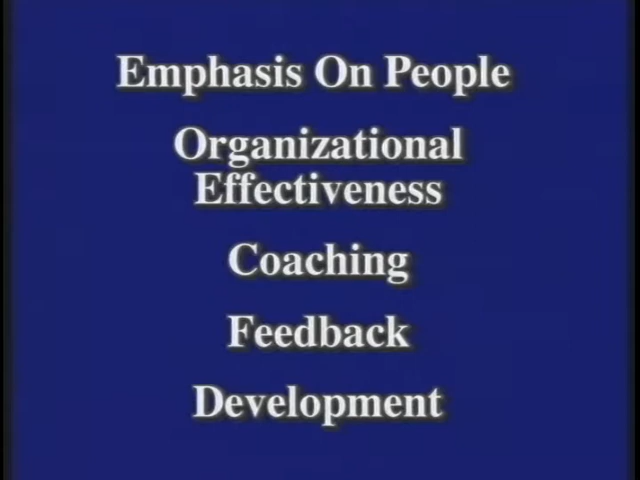 Emphasis On People
Organizational
Effectiveness
Coaching
Feedback
Development